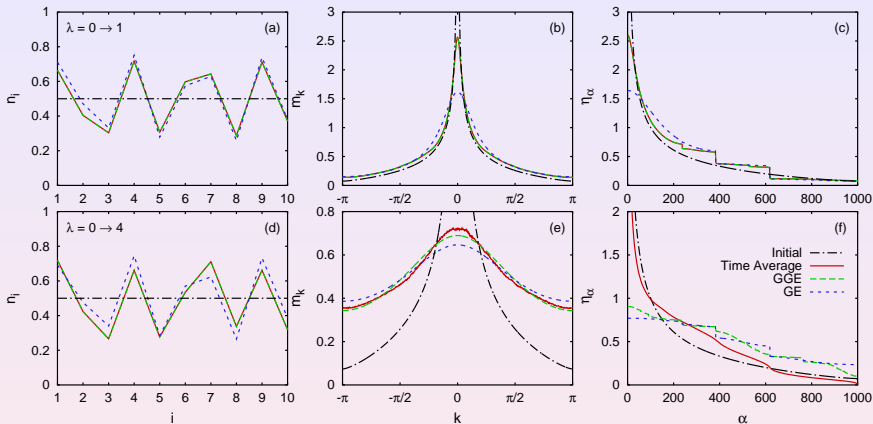 λ = 0 → 1
(a)
n_i
0 0.2 0.4 0.6 0.8 1
1 2 3 4 5 6 7 8 9 10
(b)
m_k
0 0.5 1 1.5 2 2.5 3
-π -π/2 0 π/2 π
(c)
η_α
0 0.5 1 1.5 2 2.5 3
0 200 400 600 800 1000
λ = 0 → 4
(d)
n_i
0 0.2 0.4 0.6 0.8 1
1 2 3 4 5 6 7 8 9 10
i
(e)
m_k
0 0.2 0.4 0.6 0.8
-π -π/2 0 π/2 π
k
(f)
Initial
Time Average
GGE
GE
η_α
0 0.5 1 1.5 2
0 200 400 600 800 1000
α